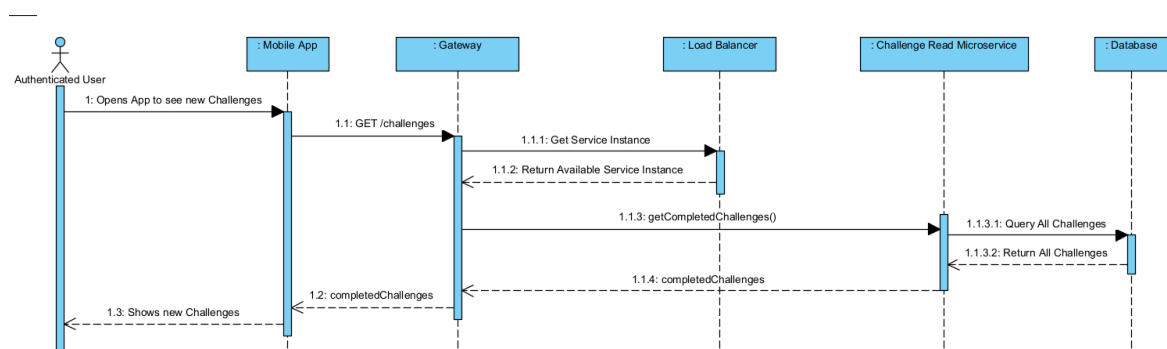 : Mobile App
: Gateway
: Load Balancer
: Challenge Read Microservice
: Database
Authenticated User
1: Opens App to see new Challenges
1.1: GET /challenges
1.1.1: Get Service Instance
1.1.2: Return Available Service Instance
1.1.3: getCompletedChallenges()
1.1.3.1: Query All Challenges
1.1.3.2: Return All Challenges
1.1.4: completedChallenges
1.2: completedChallenges
1.3: Shows new Challenges